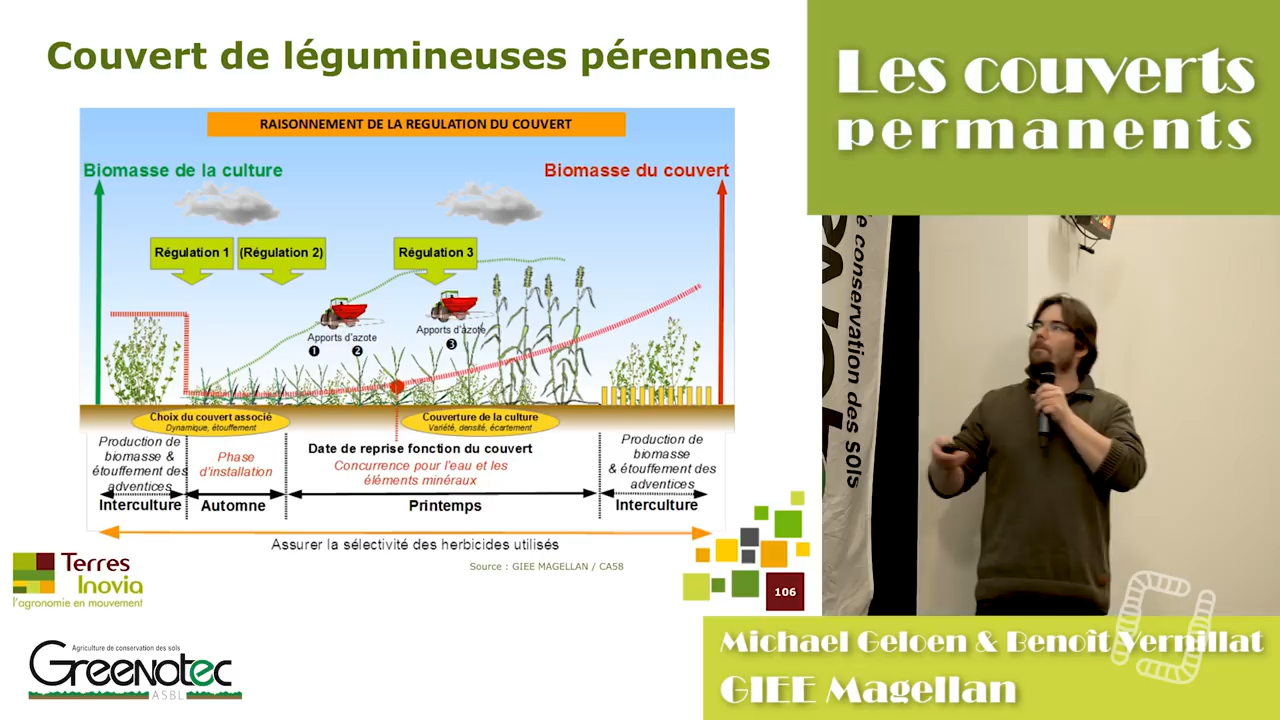 Couvert de légumineuses pérennes
RAISONNEMENT DE LA REGULATION DU COUVERT
Biomasse de la culture
Biomasse du couvert
Régulation 1
(Régulation 2)
Régulation 3
Apports d'azote
1 2
Apports d'azote
3
Choix du couvert associé
Dynamique, étouffement
Couverture de la culture
Variété, densité, écartement
Production de
biomasse &
étouffement des
adventices
Interculture
Phase
d'installation
Automne
Date de reprise fonction du couvert
Concurrence pour l'eau et les
éléments minéraux
Printemps
Production de
biomasse
& étouffement des
adventices
Interculture
Assurer la sélectivité des herbicides utilisés
Source : GIEE MAGELLAN / CA58
106
Terres
Inovia
l'agronomie en mouvement
Agriculture de conservation des sols
Greenotec
ASBL
Les couverts
permanents
e conservation des sols
Michael Geloen & Benoît Vernillat
GIEE Magellan